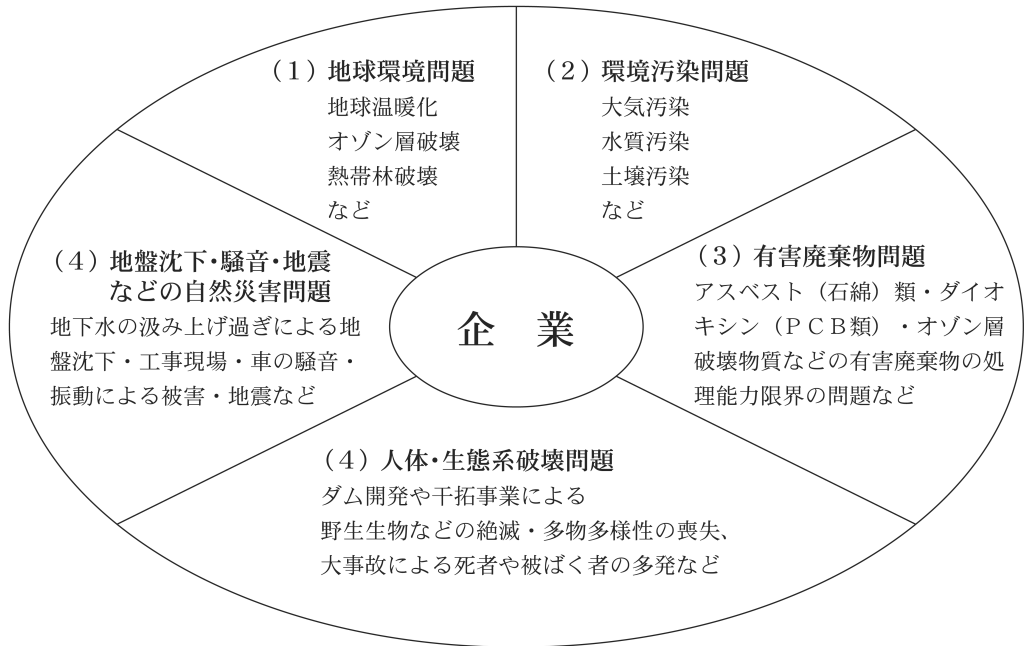 （１）地球環境問題
地球温暖化
オゾン層破壊
熱帯林破壊
など
（２）環境汚染問題
大気汚染
水質汚染
土壌汚染
など
（３）有害廃棄物問題
アスベスト（石綿）類・ダイオ
キシン（ＰＣＢ類）・オゾン層
破壊物質などの有害廃棄物の処
理能力限界の問題など
（４）地盤沈下・騒音・地震
などの自然災害問題
地下水の汲み上げ過ぎによる地
盤沈下・工事現場・車の騒音・
振動による被害・地震など
企　業
（４）人体・生態系破壊問題
ダム開発や干拓事業による
野生生物などの絶滅・多物多様性の喪失、
大事故による死者や被ばく者の多発など